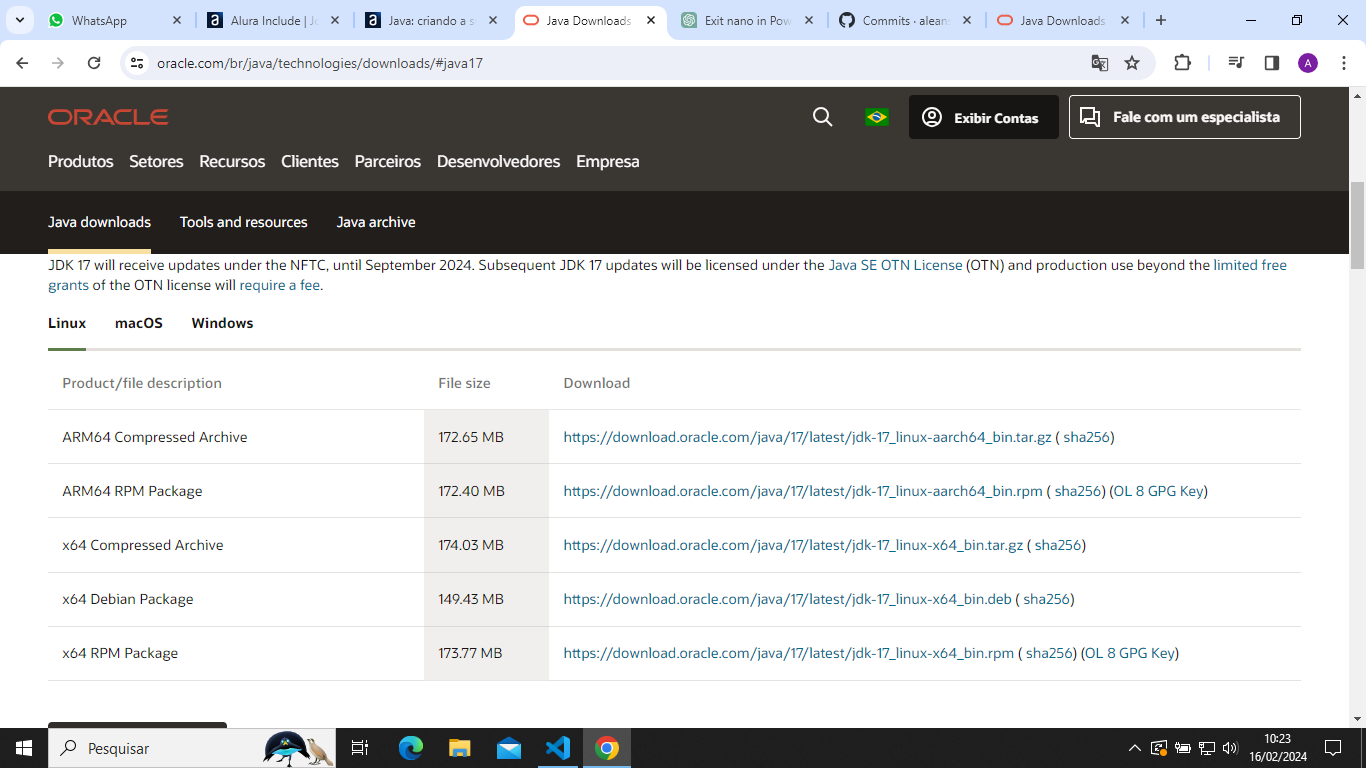 WhatsApp
Alura Include | Jo
Java: criando a s
Java Downloads
Exit nano in Pow
Commits · alean
Java Downloads
oracle.com/br/java/technologies/downloads/#java17
A
ORACLE
Exibir Contas
Fale com um especialista
Produtos Setores Recursos Clientes Parceiros Desenvolvedores Empresa
Java downloads Tools and resources Java archive
JDK 17 will receive updates under the NFTC, until September 2024. Subsequent JDK 17 updates will be licensed under the Java SE OTN License (OTN) and production use beyond the limited free
grants of the OTN license will require a fee.
Linux macOS Windows
Product/file description File size Download
ARM64 Compressed Archive 172.65 MB https://download.oracle.com/java/17/latest/jdk-17_linux-aarch64_bin.tar.gz ( sha256)
ARM64 RPM Package 172.40 MB https://download.oracle.com/java/17/latest/jdk-17_linux-aarch64_bin.rpm ( sha256) (OL 8 GPG Key)
x64 Compressed Archive 174.03 MB https://download.oracle.com/java/17/latest/jdk-17_linux-x64_bin.tar.gz ( sha256)
x64 Debian Package 149.43 MB https://download.oracle.com/java/17/latest/jdk-17_linux-x64_bin.deb ( sha256)
x64 RPM Package 173.77 MB https://download.oracle.com/java/17/latest/jdk-17_linux-x64_bin.rpm ( sha256) (OL 8 GPG Key)
Pesquisar
10:23
16/02/2024